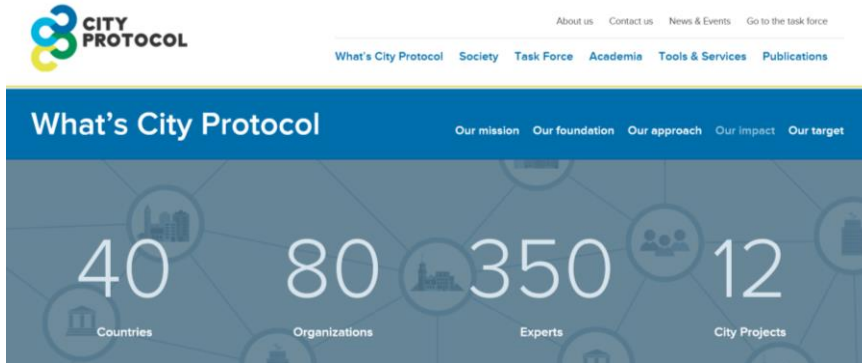 CITY
PROTOCOL
About us Contact us News & Events Go to the task force
What's City Protocol Society Task Force Academia Tools & Services Publications
What's City Protocol
Our mission Our foundation Our approach Our impact Our target
40 80 350 12
Countries Organizations Experts City Projects